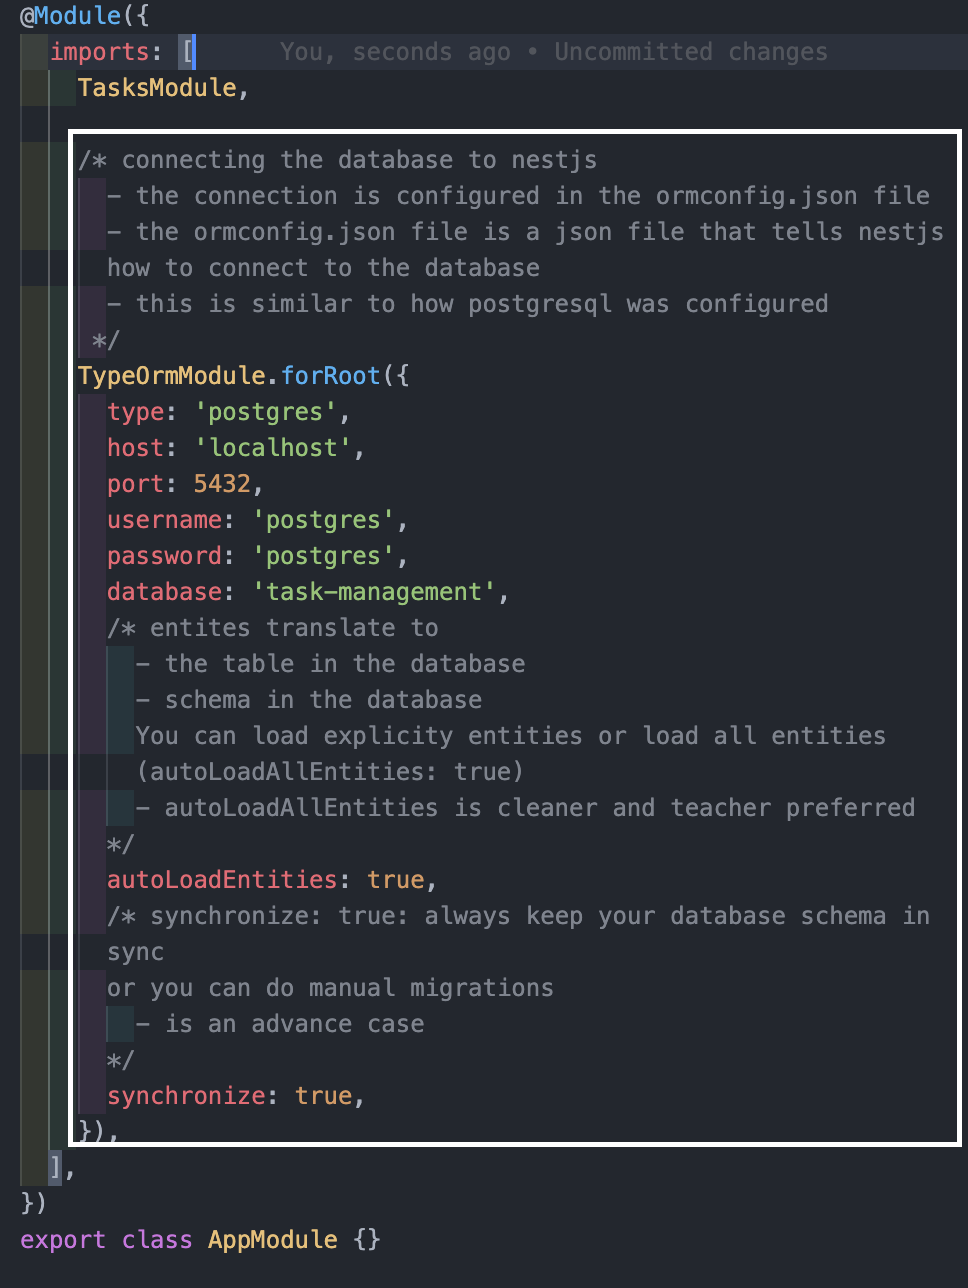 @Module({
imports: [ You, seconds ago • Uncommitted changes
TasksModule,
/* connecting the database to nestjs
- the connection is configured in the ormconfig.json file
- the ormconfig.json file is a json file that tells nestjs
how to connect to the database
- this is similar to how postgresql was configured
*/
TypeOrmModule.forRoot({
type: 'postgres',
host: 'localhost',
port: 5432,
username: 'postgres',
password: 'postgres',
database: 'task-management',
/* entites translate to
- the table in the database
- schema in the database
You can load explicity entities or load all entities
(autoLoadAllEntities: true)
- autoLoadAllEntities is cleaner and teacher preferred
*/
autoLoadEntities: true,
/* synchronize: true: always keep your database schema in
sync
or you can do manual migrations
- is an advance case
*/
synchronize: true,
}),
],
})
export class AppModule {}